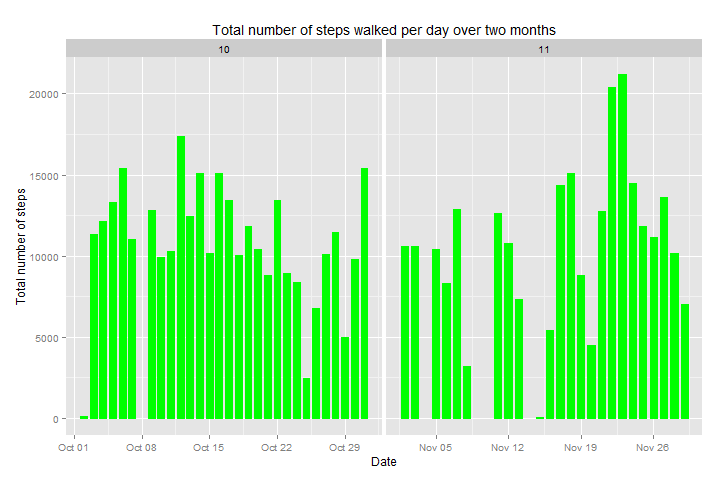 Total number of steps walked per day over two months
10 11
Total number of steps
20000
15000
10000
5000
0
Oct 01 Oct 08 Oct 15 Oct 22 Oct 29 Nov 05 Nov 12 Nov 19 Nov 26
Date